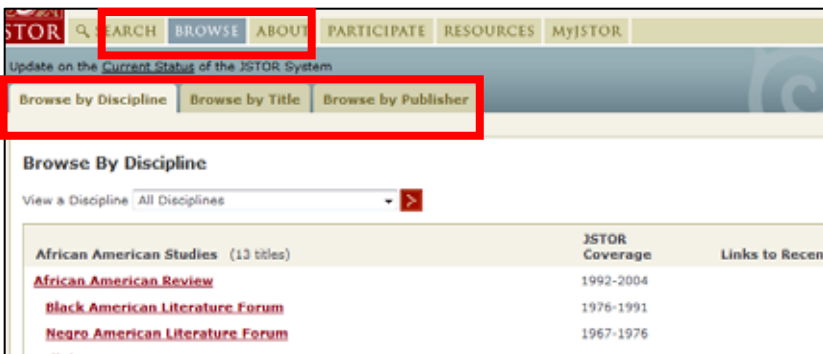 STOR SEARCH BROWSE ABOUT PARTICIPATE RESOURCES MyJSTOR
Update on the Current Status of the JSTOR System
Browse by Discipline Browse by Title Browse by Publisher
Browse By Discipline
View a Discipline All Disciplines
African American Studies (13 titles) JSTOR Coverage Links to Recen
African American Review 1992-2004
Black American Literature Forum 1976-1991
Negro American Literature Forum 1967-1976